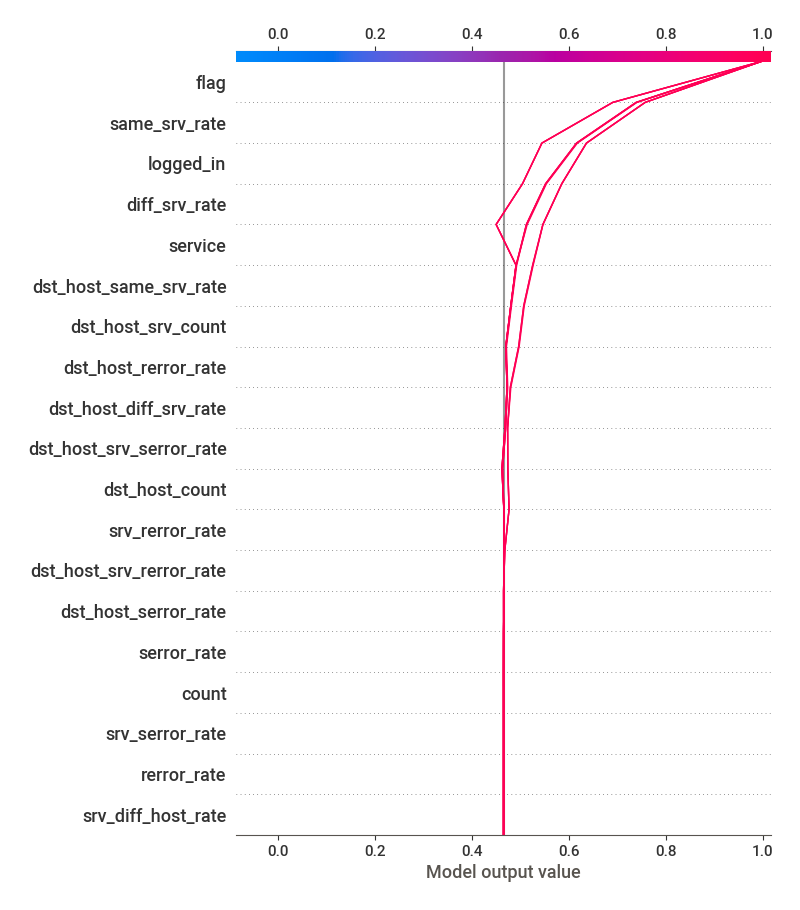 0.0 0.2 0.4 0.6 0.8 1.0
flag
same_srv_rate
logged_in
diff_srv_rate
service
dst_host_same_srv_rate
dst_host_srv_count
dst_host_rerror_rate
dst_host_diff_srv_rate
dst_host_srv_serror_rate
dst_host_count
srv_rerror_rate
dst_host_srv_rerror_rate
dst_host_serror_rate
serror_rate
count
srv_serror_rate
rerror_rate
srv_diff_host_rate
0.0 0.2 0.4 0.6 0.8 1.0
Model output value